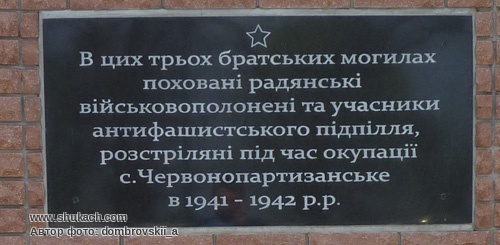 В цих трьох братських могилах
поховані радянські
військовополонені та учасники
антифашистського підпілля,
розстріляні під час окупації
с.Червонопартизанське
в 1941 - 1942 р.р.
www.shukach.com
Автор фото: dombrovskii_a